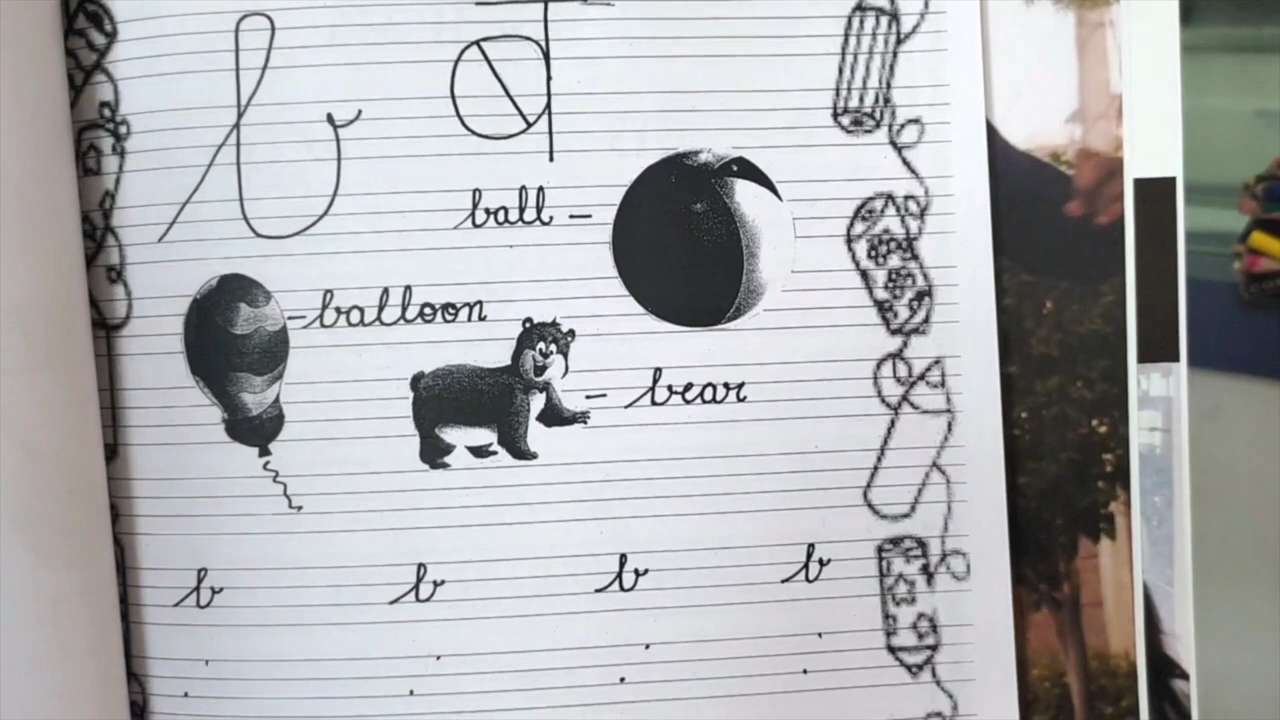 b ब
ball –
– balloon
– bear
b b b b